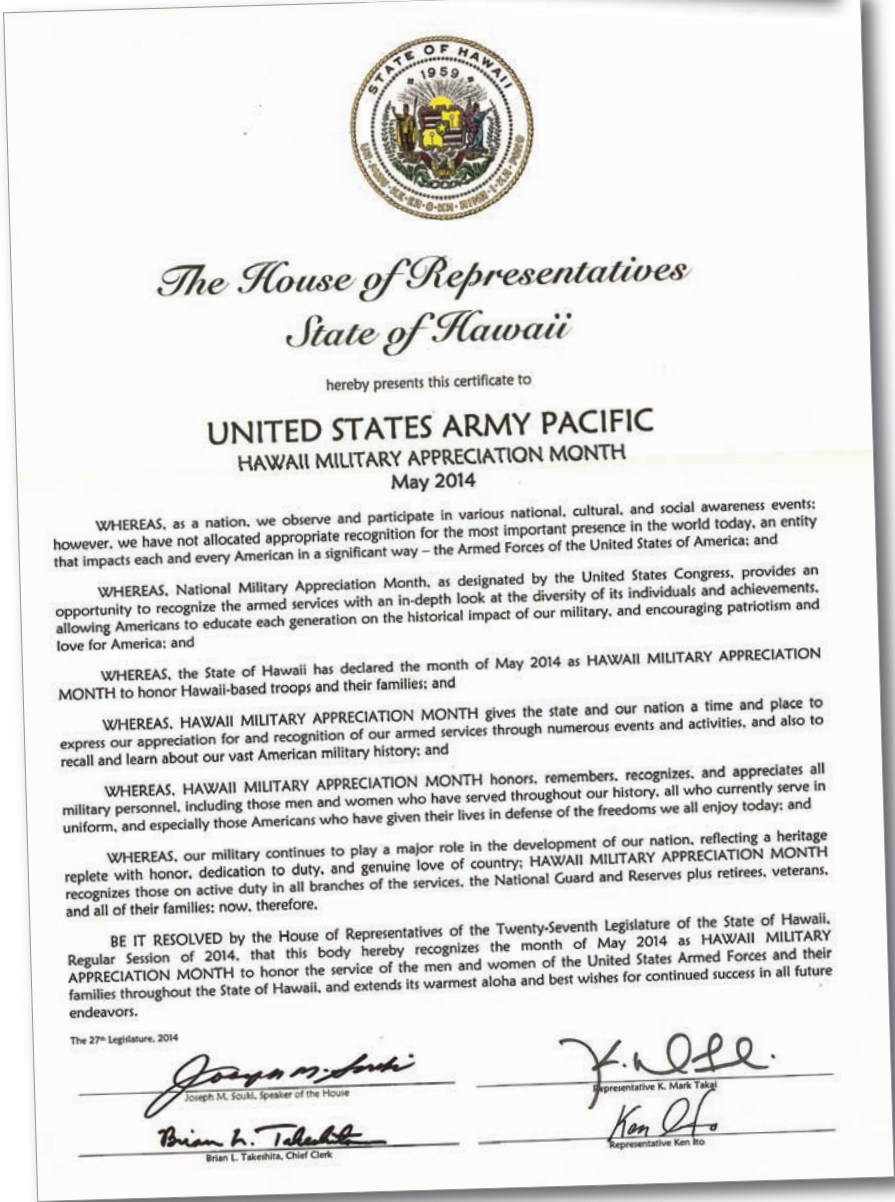 STATE OF HAWAII
1959
The House of Representatives
State of Hawaii
hereby presents this certificate to
UNITED STATES ARMY PACIFIC
HAWAII MILITARY APPRECIATION MONTH
May 2014
WHEREAS, as a nation, we observe and participate in various national, cultural, and social awareness events;
however, we have not allocated appropriate recognition for the most important presence in the world today, an entity
that impacts each and every American in a significant way – the Armed Forces of the United States of America; and
WHEREAS, National Military Appreciation Month, as designated by the United States Congress, provides an
opportunity to recognize the armed services with an in-depth look at the diversity of its individuals and achievements,
allowing Americans to educate each generation on the historical impact of our military, and encouraging patriotism and
love for America; and
WHEREAS, the State of Hawaii has declared the month of May 2014 as HAWAII MILITARY APPRECIATION
MONTH to honor Hawaii-based troops and their families; and
WHEREAS, HAWAII MILITARY APPRECIATION MONTH gives the state and our nation a time and place to
express our appreciation for and recognition of our armed services through numerous events and activities, and also to
recall and learn about our vast American military history; and
WHEREAS, HAWAII MILITARY APPRECIATION MONTH honors, remembers, recognizes, and appreciates all
military personnel, including those men and women who have served throughout our history, all who currently serve in
uniform, and especially those Americans who have given their lives in defense of the freedoms we all enjoy today; and
WHEREAS, our military continues to play a major role in the development of our nation, reflecting a heritage
replete with honor, dedication to duty, and genuine love of country; HAWAII MILITARY APPRECIATION MONTH
recognizes those on active duty in all branches of the services, the National Guard and Reserves plus retirees, veterans,
and all of their families; now, therefore,
BE IT RESOLVED by the House of Representatives of the Twenty-Seventh Legislature of the State of Hawaii,
Regular Session of 2014, that this body hereby recognizes the month of May 2014 as HAWAII MILITARY
APPRECIATION MONTH to honor the service of the men and women of the United States Armed Forces and their
families throughout the State of Hawaii, and extends its warmest aloha and best wishes for continued success in all future
endeavors.
The 27th Legislature, 2014
Joseph M. Souki
Joseph M. Souki, Speaker of the House
Representative K. Mark Takai
Brian L. Takeshita
Brian L. Takeshita, Chief Clerk
Ken Ito
Representative Ken Ito